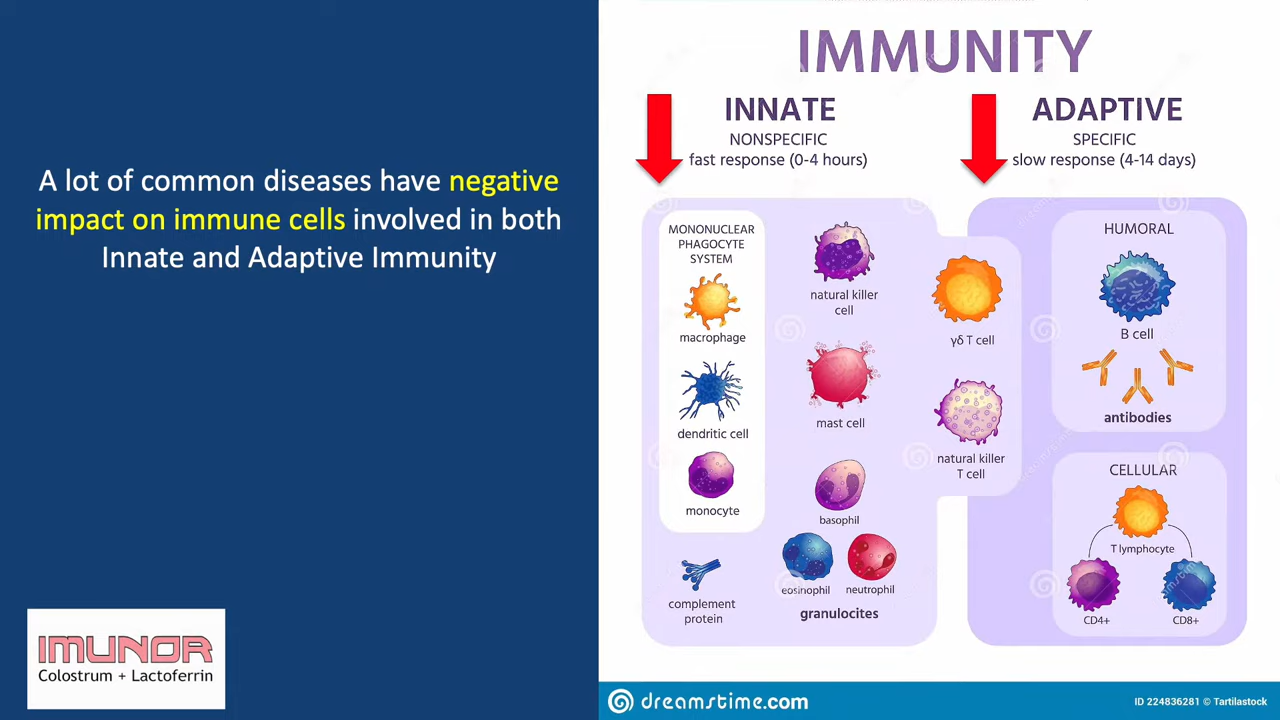 A lot of common diseases have negative
impact on immune cells involved in both
Innate and Adaptive Immunity
IMUNOR
Colostrum + Lactoferrin
IMMUNITY
INNATE
NONSPECIFIC
fast response (0-4 hours)
ADAPTIVE
SPECIFIC
slow response (4-14 days)
MONONUCLEAR
PHAGOCYTE
SYSTEM
macrophage
dendritic cell
monocyte
complement
protein
natural killer
cell
mast cell
basophil
eosinophil
neutrophil
granulocites
γδ T cell
natural killer
T cell
HUMORAL
B cell
antibodies
CELLULAR
T lymphocyte
CD4+
CD8+
dreamstime.com
ID 224836281 © Tartilastock